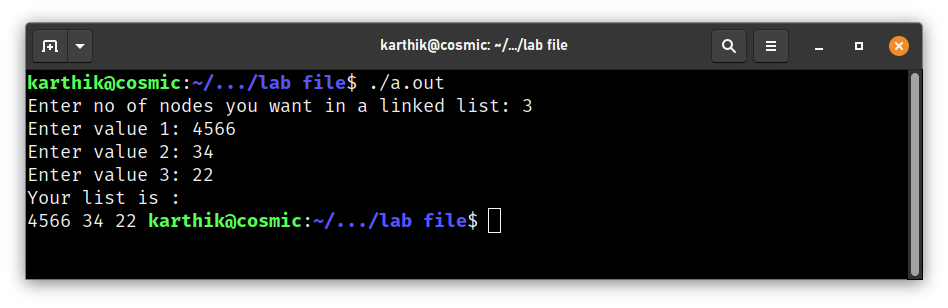 karthik@cosmic: ~/.../lab file
karthik@cosmic:~/.../lab file$ ./a.out
Enter no of nodes you want in a linked list: 3
Enter value 1: 4566
Enter value 2: 34
Enter value 3: 22
Your list is :
4566 34 22 karthik@cosmic:~/.../lab file$